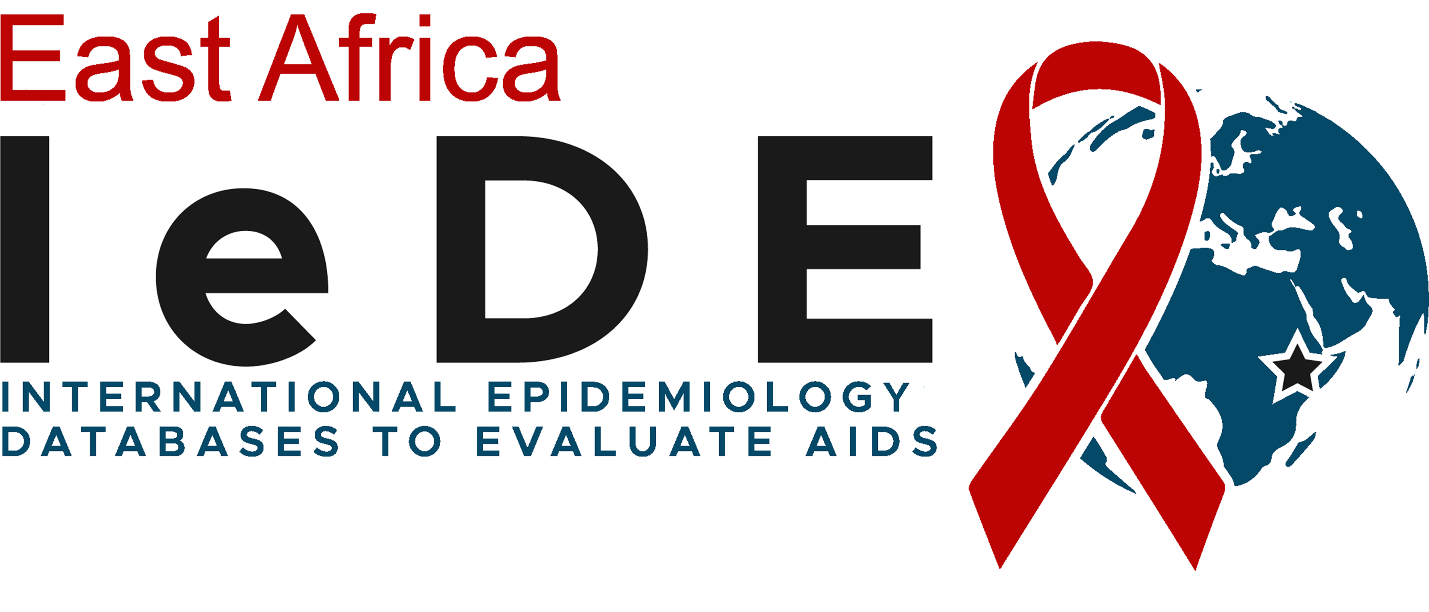 East Africa
IeDE
INTERNATIONAL EPIDEMIOLOGY
DATABASES TO EVALUATE AIDS